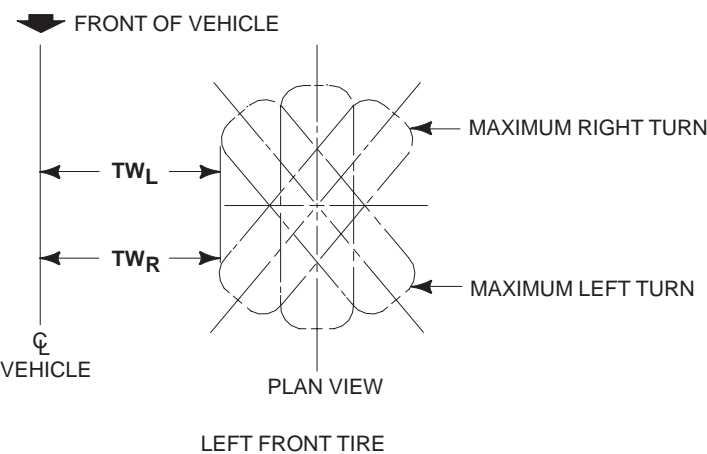 FRONT OF VEHICLE
MAXIMUM RIGHT TURN
TWL
TWR
MAXIMUM LEFT TURN
℄
VEHICLE
PLAN VIEW
LEFT FRONT TIRE